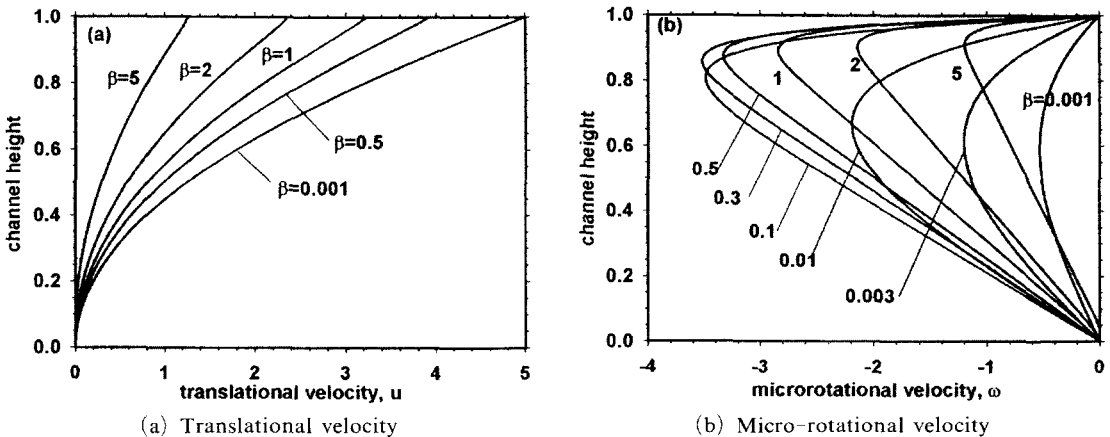 (a)
β=5
β=2
β=1
β=0.5
β=0.001
channel height
1.0
0.8
0.6
0.4
0.2
0.0
0 1 2 3 4 5
translational velocity, u
(a) Translational velocity
(b)
1
2
5
β=0.001
0.5
0.3
0.1
0.01
0.003
channel height
1.0
0.8
0.6
0.4
0.2
0.0
-4 -3 -2 -1 0
microrotational velocity, ω
(b) Micro-rotational velocity